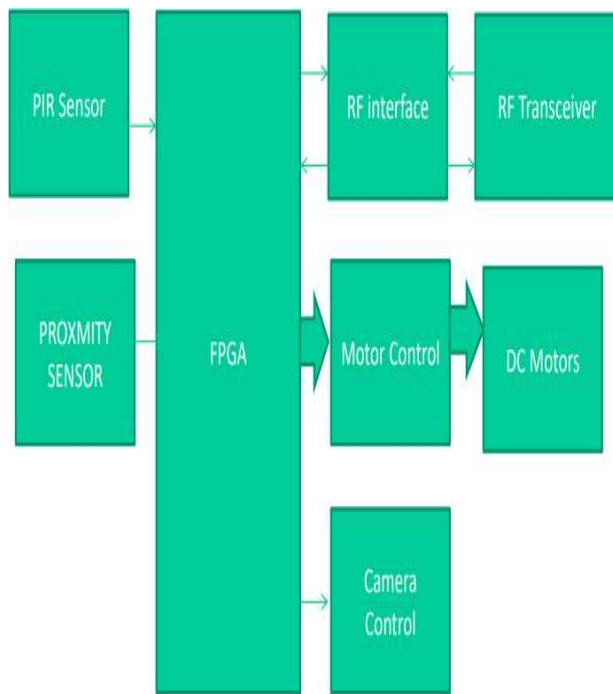 PIR Sensor
RF interface
RF Transceiver
PROXMITY
SENSOR
FPGA
Motor Control
DC Motors
Camera
Control